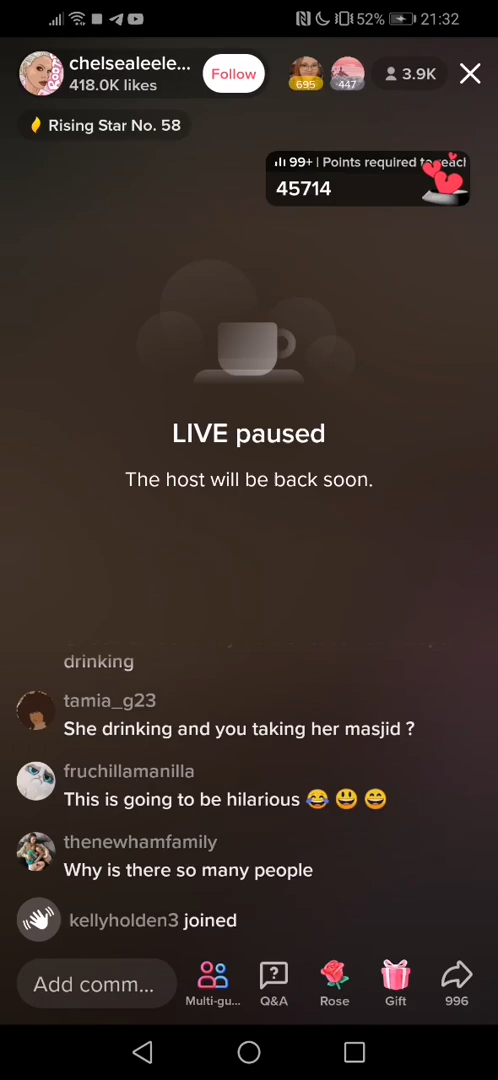 52% 21:32
chelsealeele...
418.0K likes
Follow
695
447
3.9K
Rising Star No. 58
99+ | Points required to reach
45714
LIVE paused
The host will be back soon.
drinking
tamia_g23
She drinking and you taking her masjid ?
fruchillamanilla
This is going to be hilarious 😂 😃 😄
thenewhamfamily
Why is there so many people
kellyholden3 joined
Add comm...
Multi-gu...
Q&A
Rose
Gift
996